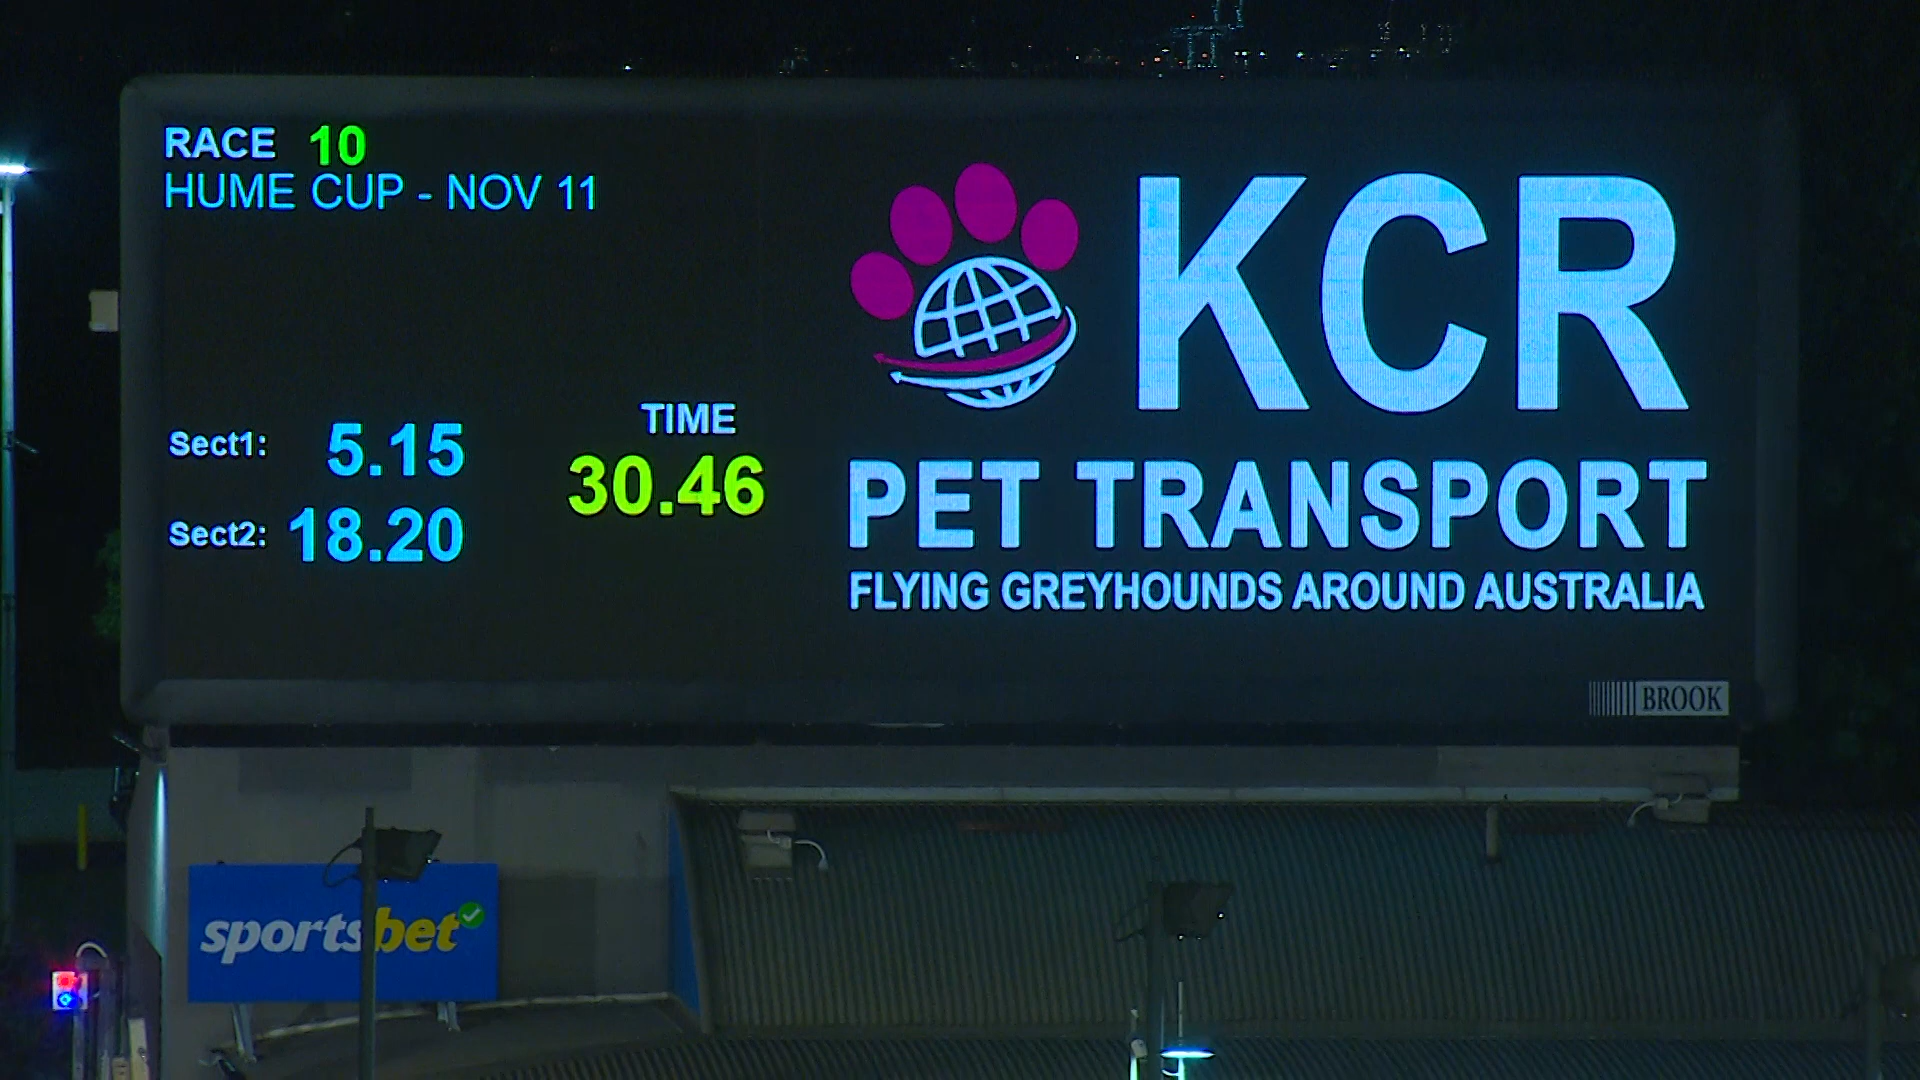 RACE 10
HUME CUP - NOV 11
Sect1: 5.15
Sect2: 18.20
TIME
30.46
KCR
PET TRANSPORT
FLYING GREYHOUNDS AROUND AUSTRALIA
BROOK
sportsbet